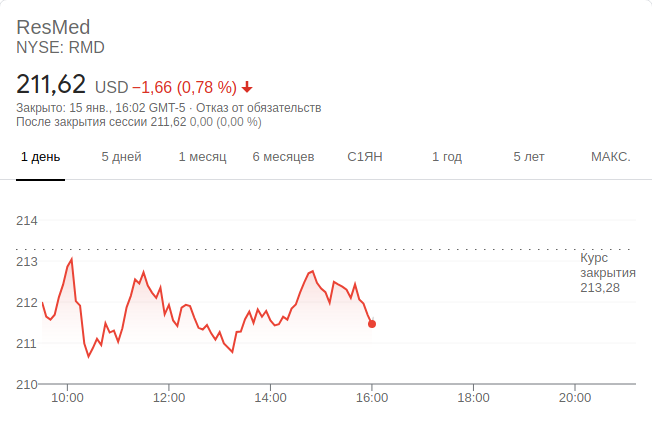 ResMed
NYSE: RMD
211,62 USD −1,66 (0,78 %)
Закрыто: 15 янв., 16:02 GMT-5 · Отказ от обязательств
После закрытия сессии 211,62 0,00 (0,00 %)
1 день 5 дней 1 месяц 6 месяцев С1ЯН 1 год 5 лет МАКС.
214
213
212
211
210
Курс
закрытия
213,28
10:00 12:00 14:00 16:00 18:00 20:00